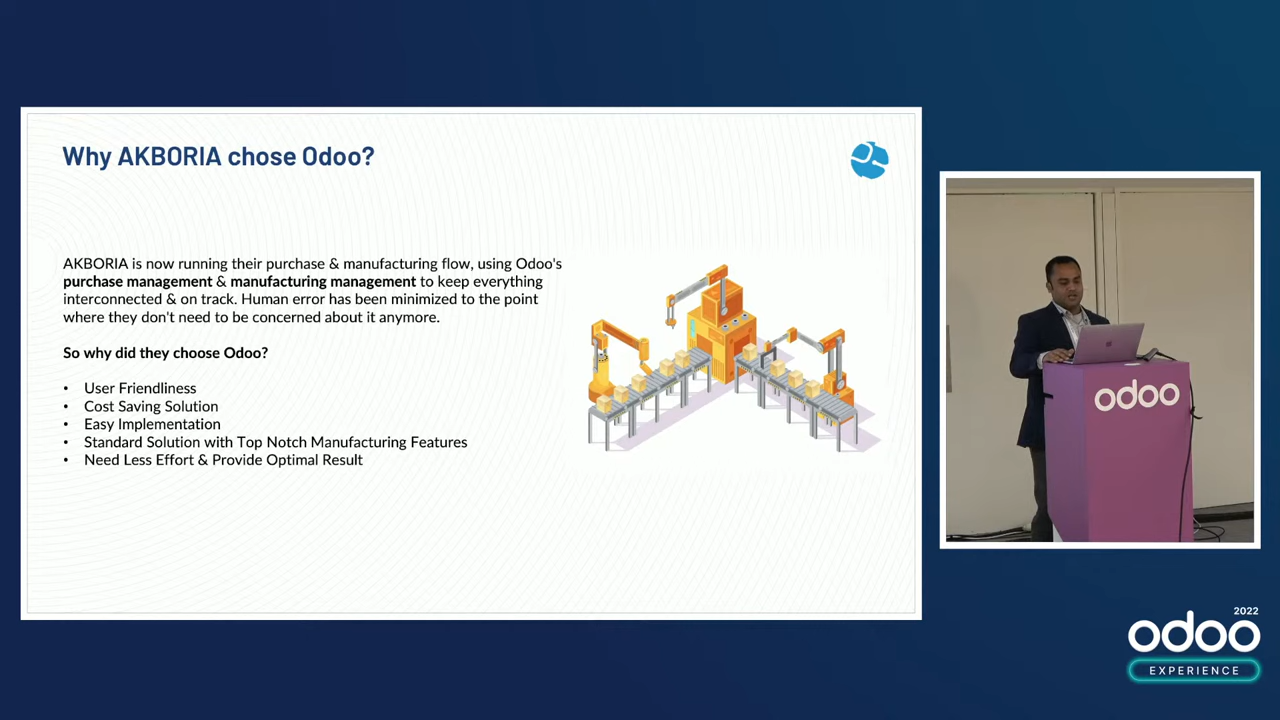 Why AKBORIA chose Odoo?
AKBORIA is now running their purchase & manufacturing flow, using Odoo's
purchase management & manufacturing management to keep everything
interconnected & on track. Human error has been minimized to the point
where they don't need to be concerned about it anymore.
So why did they choose Odoo?
• User Friendliness
• Cost Saving Solution
• Easy Implementation
• Standard Solution with Top Notch Manufacturing Features
• Need Less Effort & Provide Optimal Result
odoo
2022
odoo
EXPERIENCE